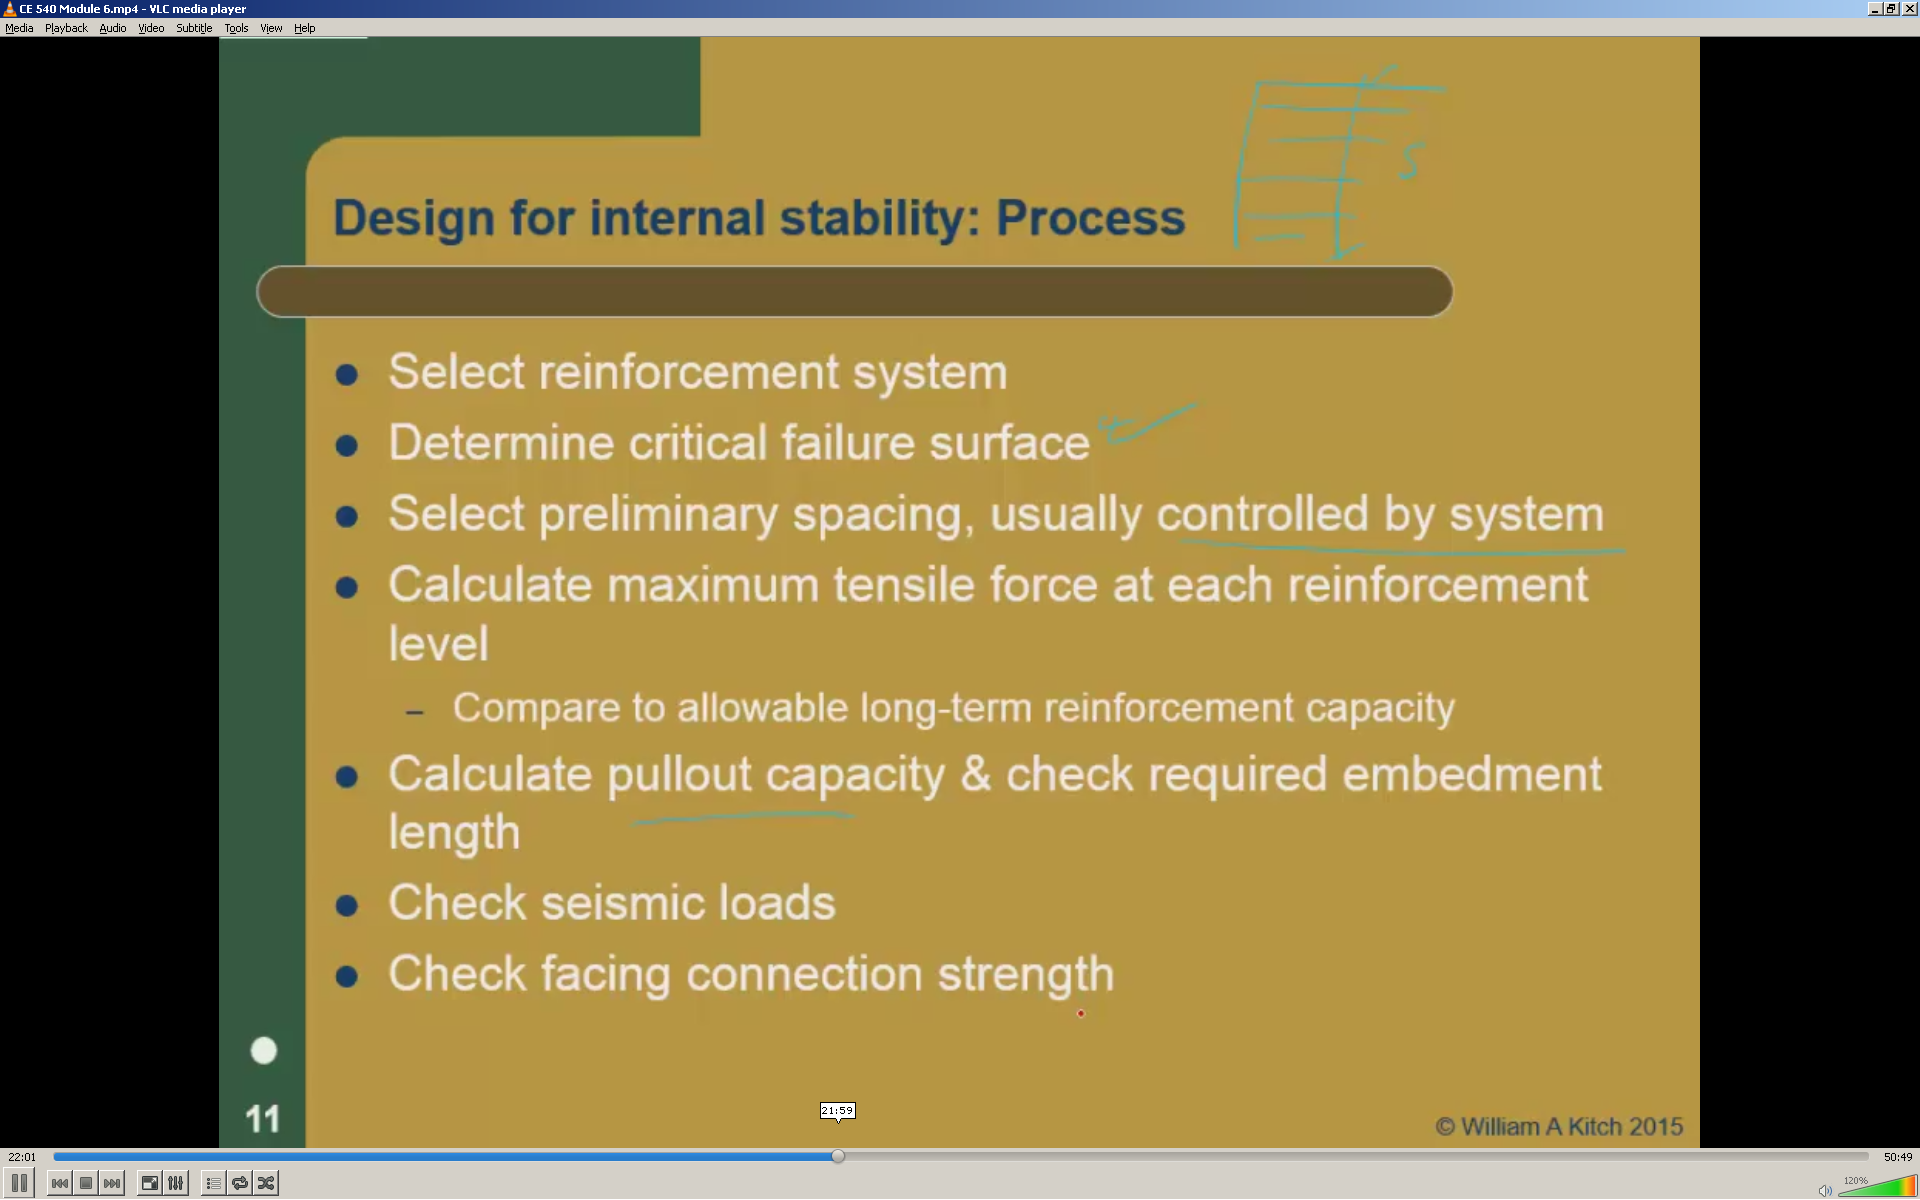 CE 540 Module 6.mp4 - VLC media player
Media Playback Audio Video Subtitle Tools View Help
S
Design for internal stability: Process
Select reinforcement system
Determine critical failure surface
Select preliminary spacing, usually controlled by system
Calculate maximum tensile force at each reinforcement
level
– Compare to allowable long-term reinforcement capacity
Calculate pullout capacity & check required embedment
length
Check seismic loads
Check facing connection strength
21:59
11
© William A Kitch 2015
22:01
50:49
120%